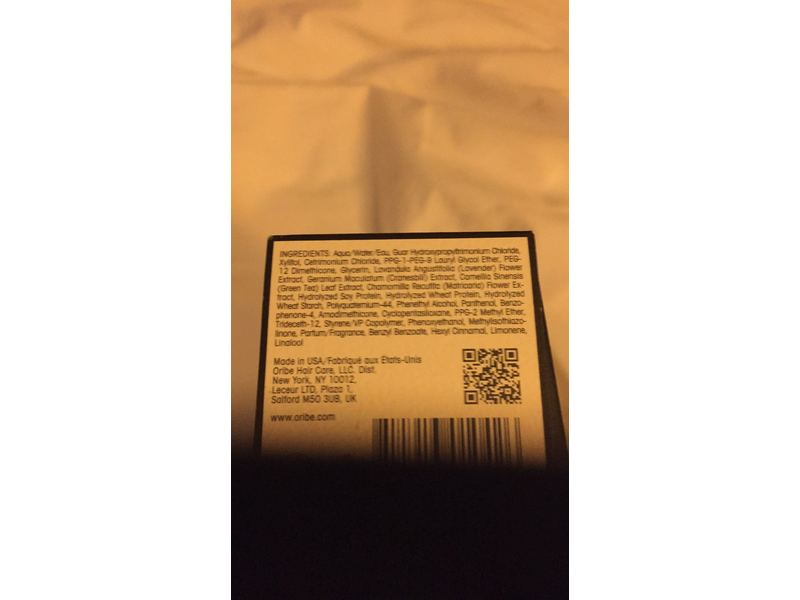 INGREDIENTS: Aqua/Water/Eau, Guar Hydroxypropyltrimonium Chloride,
Xylitol, Cetrimonium Chloride, PPG-1-PEG-9 Lauryl Glycol Ether, PEG-
12 Dimethicone, Glycerin, Lavandula Angustifolia (Lavender) Flower
Extract, Geranium Maculatum (Cranesbill) Extract, Camellia Sinensis
(Green Tea) Leaf Extract, Chamomilla Recutita (Matricaria) Flower Ex-
tract, Hydrolyzed Soy Protein, Hydrolyzed Wheat Protein, Hydrolyzed
Wheat Starch, Polyquaternium-44, Phenethyl Alcohol, Panthenol, Benzo-
phenone-4, Amodimethicone, Cyclopentasiloxane, PPG-2 Methyl Ether,
Trideceth-12, Styrene/VP Copolymer, Phenoxyethanol, Methylisothiazo-
linone, Parfum/Fragrance, Benzyl Benzoate, Hexyl Cinnamal, Limonene,
Linalool
Made in USA/Fabriqué aux États-Unis
Oribe Hair Care, LLC. Dist.
New York, NY 10012,
Leceur LTD, Plaza 1,
Salford M50 3UB, UK
www.oribe.com